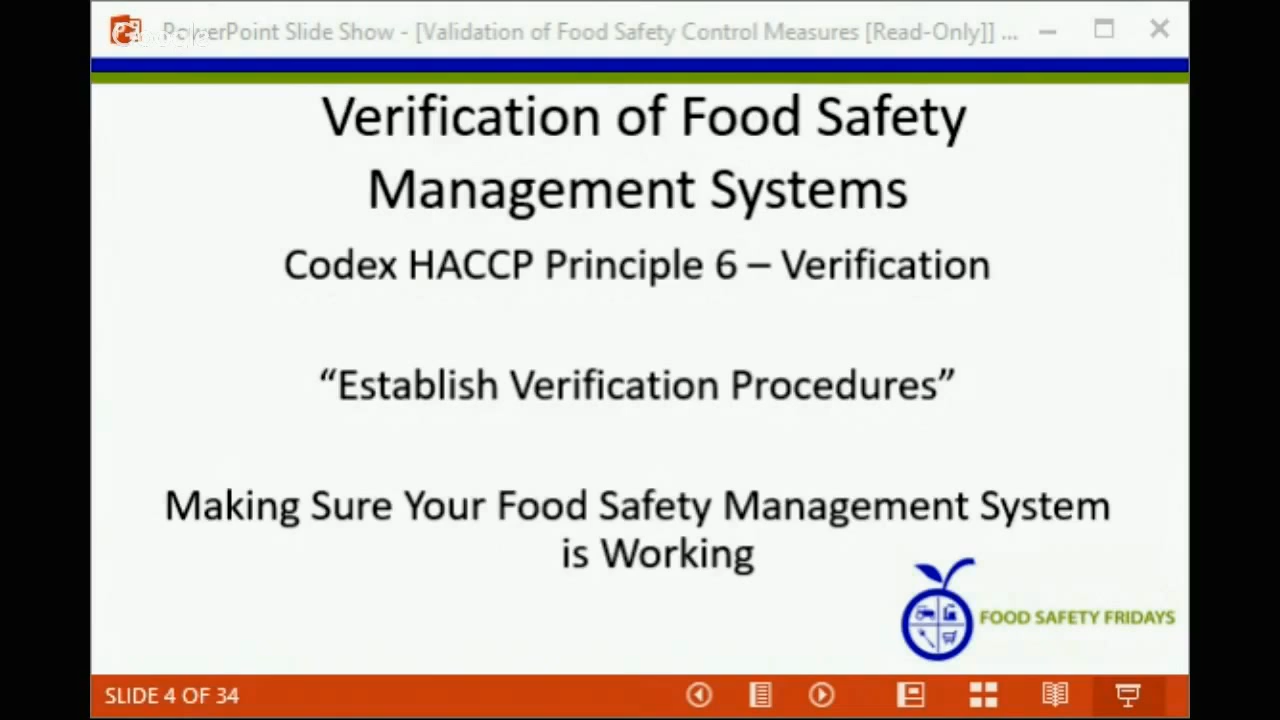 PowerPoint Slide Show - [Validation of Food Safety Control Measures [Read-Only]] ...
Google
Verification of Food Safety
Management Systems
Codex HACCP Principle 6 – Verification
“Establish Verification Procedures”
Making Sure Your Food Safety Management System
is Working
FOOD SAFETY FRIDAYS
SLIDE 4 OF 34